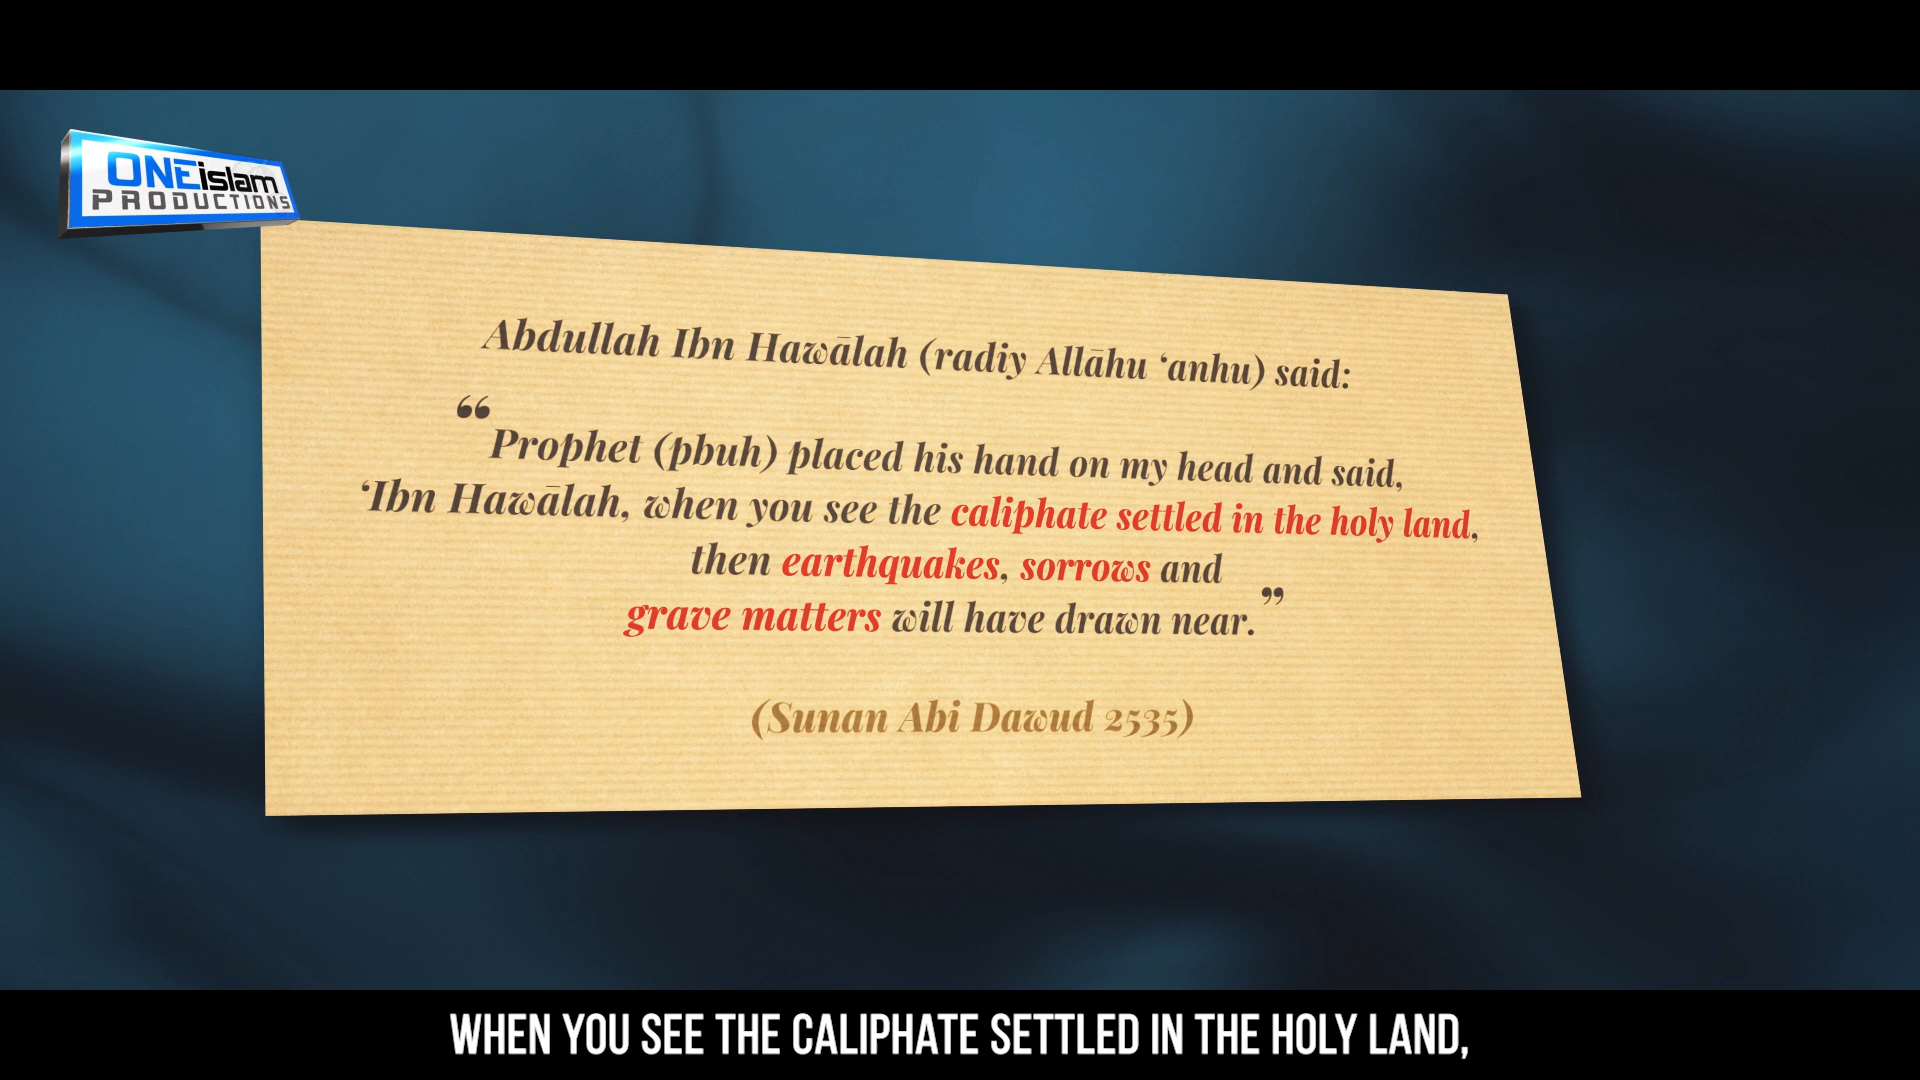 ONEislam
PRODUCTIONS
Abdullah Ibn Hawālah (radiy Allāhu ‘anhu) said:
“Prophet (pbuh) placed his hand on my head and said,
‘Ibn Hawālah, when you see the caliphate settled in the holy land,
then earthquakes, sorrows and
grave matters will have drawn near.”
(Sunan Abi Dawud 2535)
WHEN YOU SEE THE CALIPHATE SETTLED IN THE HOLY LAND,